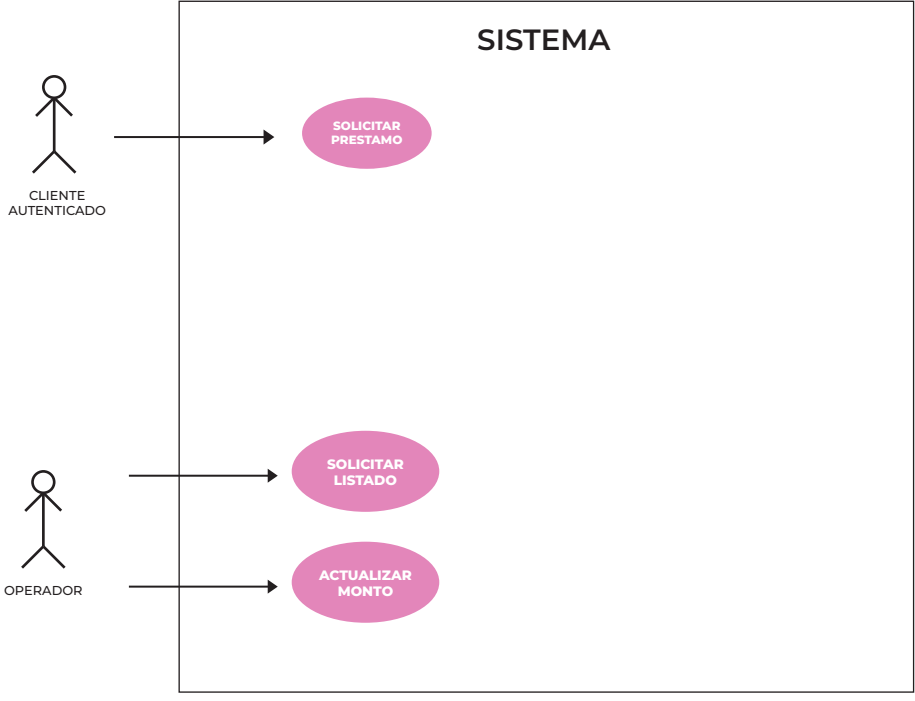 SISTEMA
SOLICITAR
PRESTAMO
CLIENTE
AUTENTICADO
SOLICITAR
LISTADO
ACTUALIZAR
MONTO
OPERADOR